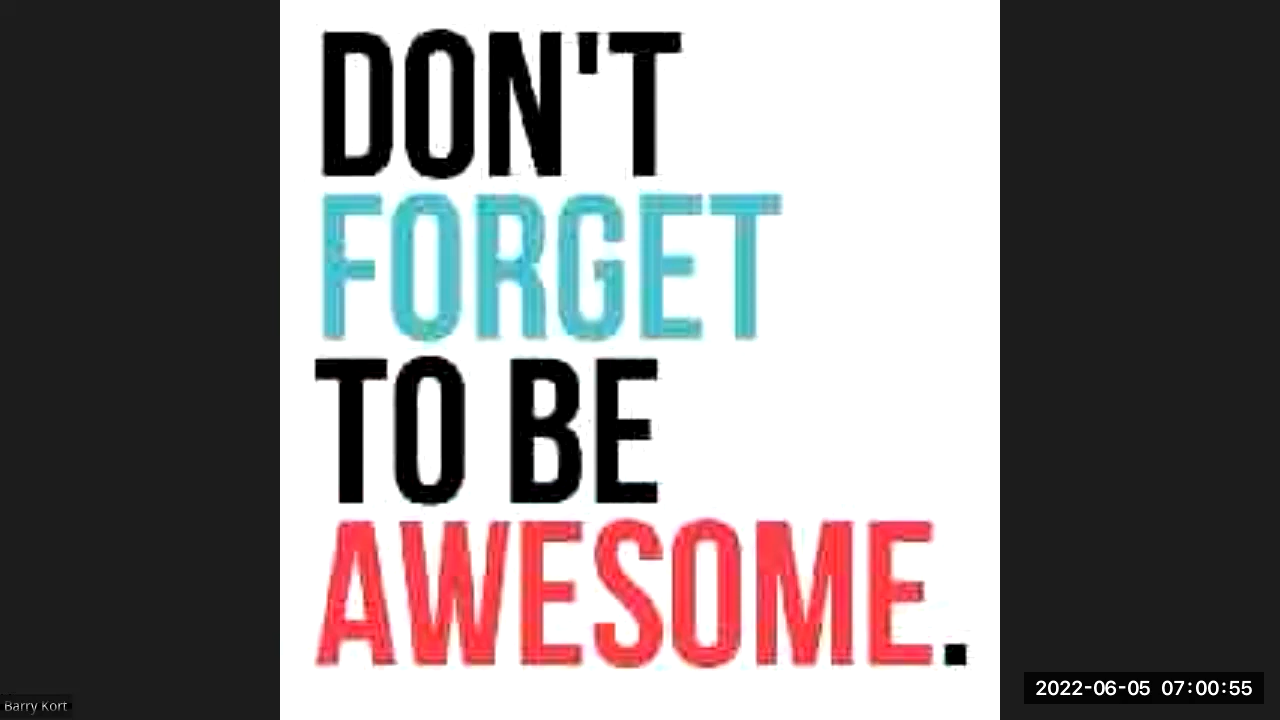 DON'T
FORGET
TO BE
AWESOME.
Barry Kort
2022-06-05 07:00:55